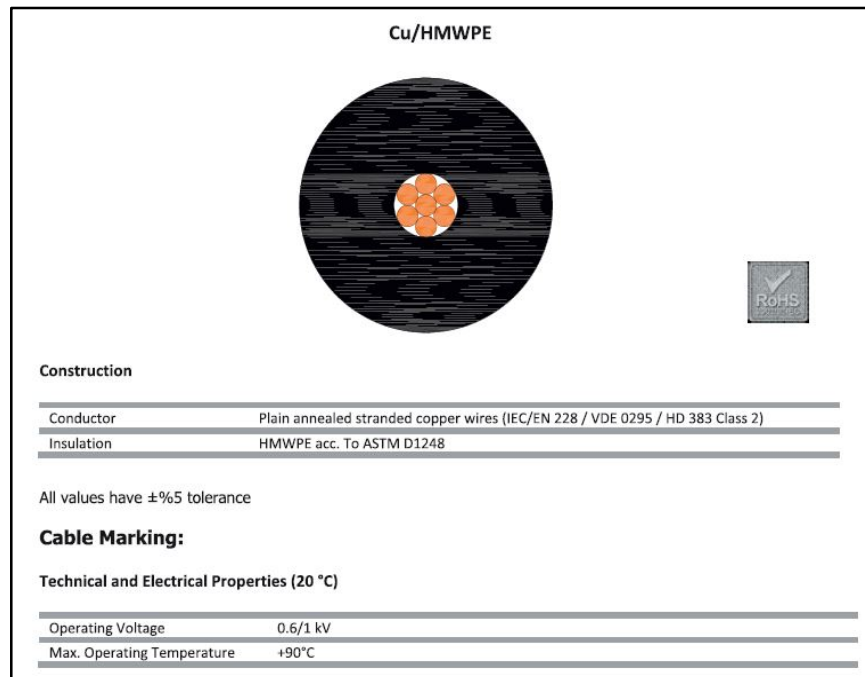 Cu/HMWPE
RoHS
Construction
Conductor Plain annealed stranded copper wires (IEC/EN 228 / VDE 0295 / HD 383 Class 2)
Insulation HMWPE acc. To ASTM D1248
All values have ±%5 tolerance
Cable Marking:
Technical and Electrical Properties (20 °C)
Operating Voltage 0.6/1 kV
Max. Operating Temperature +90°C